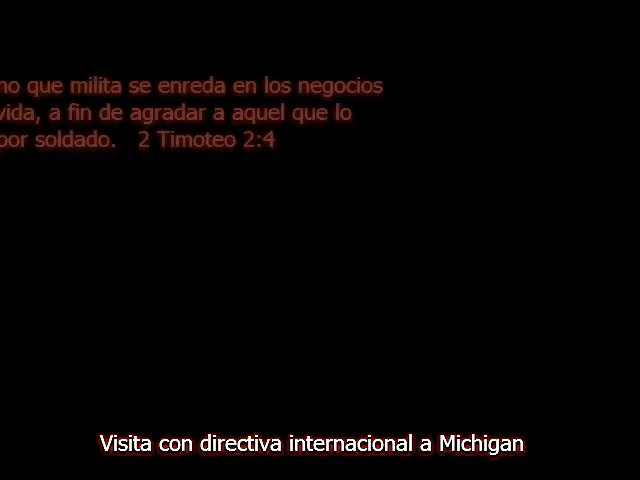 no que milita se enreda en los negocios
vida, a fin de agradar a aquel que lo
por soldado. 2 Timoteo 2:4
Visita con directiva internacional a Michigan